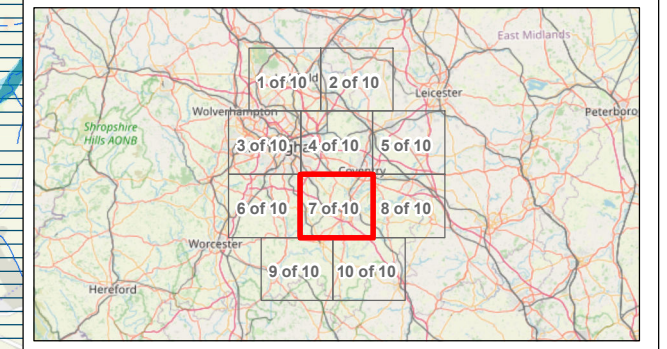 East Midlands
1 of 10
2 of 10
Leicester
Wolverhampton
Peterboro
Shropshire
Hills AONB
3 of 10
4 of 10
5 of 10
Coventry
6 of 10
7 of 10
8 of 10
Worcester
9 of 10
10 of 10
Hereford